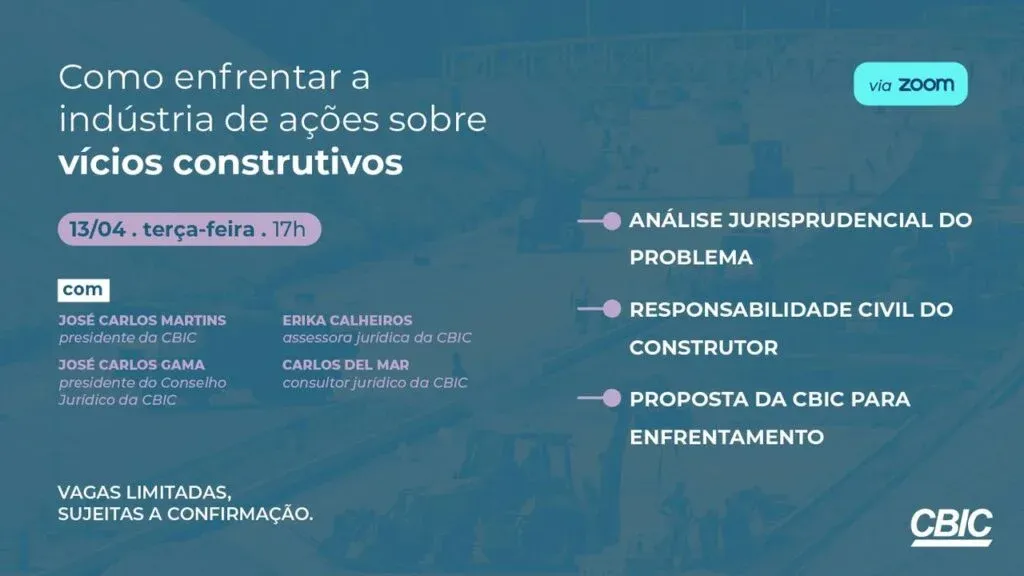 Como enfrentar a
indústria de ações sobre
vícios construtivos
via zoom
13/04 . terça-feira . 17h
com
JOSÉ CARLOS MARTINS
presidente da CBIC
ERIKA CALHEIROS
assessora jurídica da CBIC
JOSÉ CARLOS GAMA
presidente do Conselho
Jurídico da CBIC
CARLOS DEL MAR
consultor jurídico da CBIC
ANÁLISE JURISPRUDENCIAL DO
PROBLEMA
RESPONSABILIDADE CIVIL DO
CONSTRUTOR
PROPOSTA DA CBIC PARA
ENFRENTAMENTO
VAGAS LIMITADAS,
SUJEITAS A CONFIRMAÇÃO.
CBIC